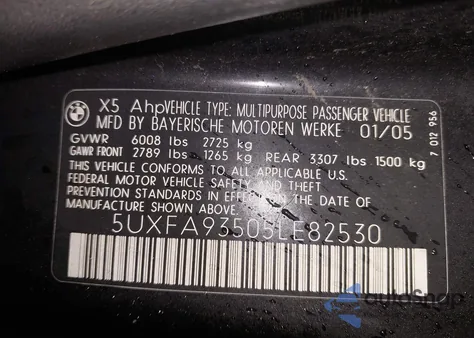 X5 Ahp VEHICLE TYPE: MULTIPURPOSE PASSENGER VEHICLE
MFD BY BAYERISCHE MOTOREN WERKE 01/05
GVWR 6008 lbs 2725 kg
GAWR FRONT 2789 lbs 1265 kg REAR 3307 lbs 1500 kg
THIS VEHICLE CONFORMS TO ALL APPLICABLE U.S.
FEDERAL MOTOR VEHICLE SAFETY AND THEFT
PREVENTION STANDARDS IN EFFECT ON THE DATE OF
MANUFACTURE SHOWN ABOVE.
5UXFA93505LE82530
7 012 956
autoSnap